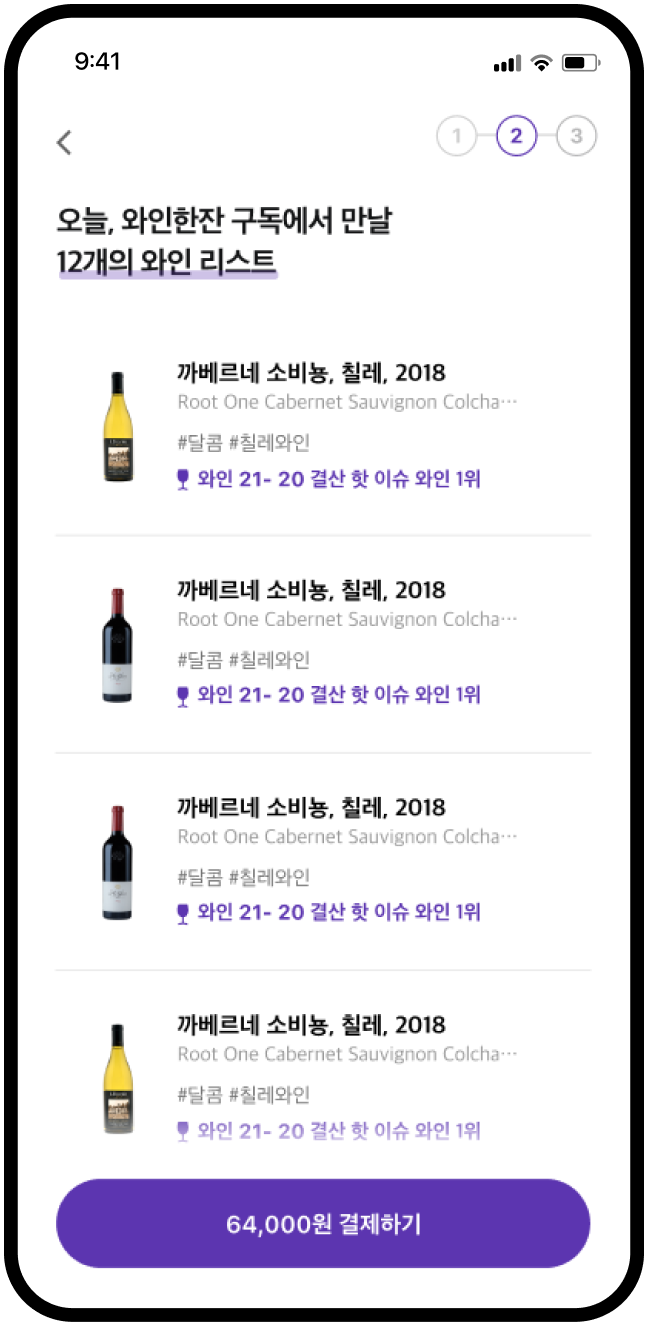 9:41
1 2 3
오늘, 와인한잔 구독에서 만날
12개의 와인 리스트
까베르네 소비뇽, 칠레, 2018
Root One Cabernet Sauvignon Colcha···
#달콤 #칠레와인
와인 21- 20 결산 핫 이슈 와인 1위
까베르네 소비뇽, 칠레, 2018
Root One Cabernet Sauvignon Colcha···
#달콤 #칠레와인
와인 21- 20 결산 핫 이슈 와인 1위
까베르네 소비뇽, 칠레, 2018
Root One Cabernet Sauvignon Colcha···
#달콤 #칠레와인
와인 21- 20 결산 핫 이슈 와인 1위
까베르네 소비뇽, 칠레, 2018
Root One Cabernet Sauvignon Colcha···
#달콤 #칠레와인
와인 21- 20 결산 핫 이슈 와인 1위
64,000원 결제하기